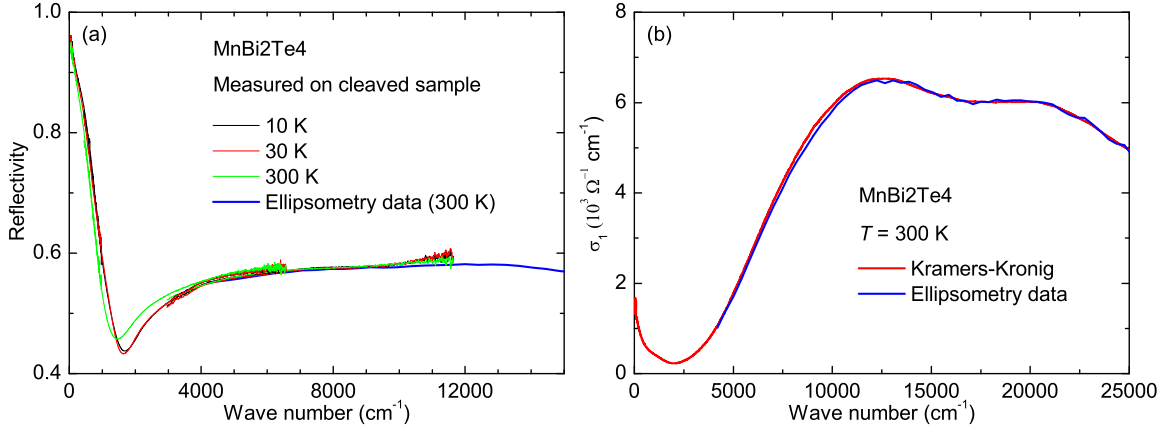 (a)
MnBi2Te4
Measured on cleaved sample
10 K
30 K
300 K
Ellipsometry data (300 K)
Reflectivity
1.0
0.8
0.6
0.4
0
4000
8000
12000
Wave number (cm⁻¹)
(b)
MnBi2Te4
T = 300 K
Kramers-Kronig
Ellipsometry data
σ₁ (10³ Ω⁻¹ cm⁻¹)
8
6
4
2
0
0
5000
10000
15000
20000
25000
Wave number (cm⁻¹)